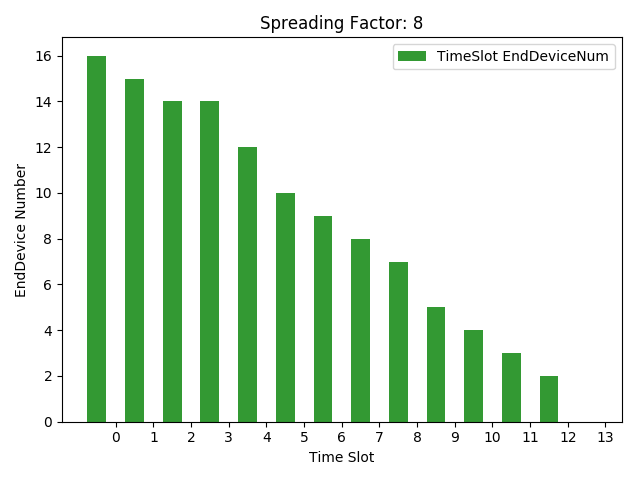 Spreading Factor: 8
TimeSlot EndDeviceNum
EndDevice Number
16
14
12
10
8
6
4
2
0
0 1 2 3 4 5 6 7 8 9 10 11 12 13
Time Slot